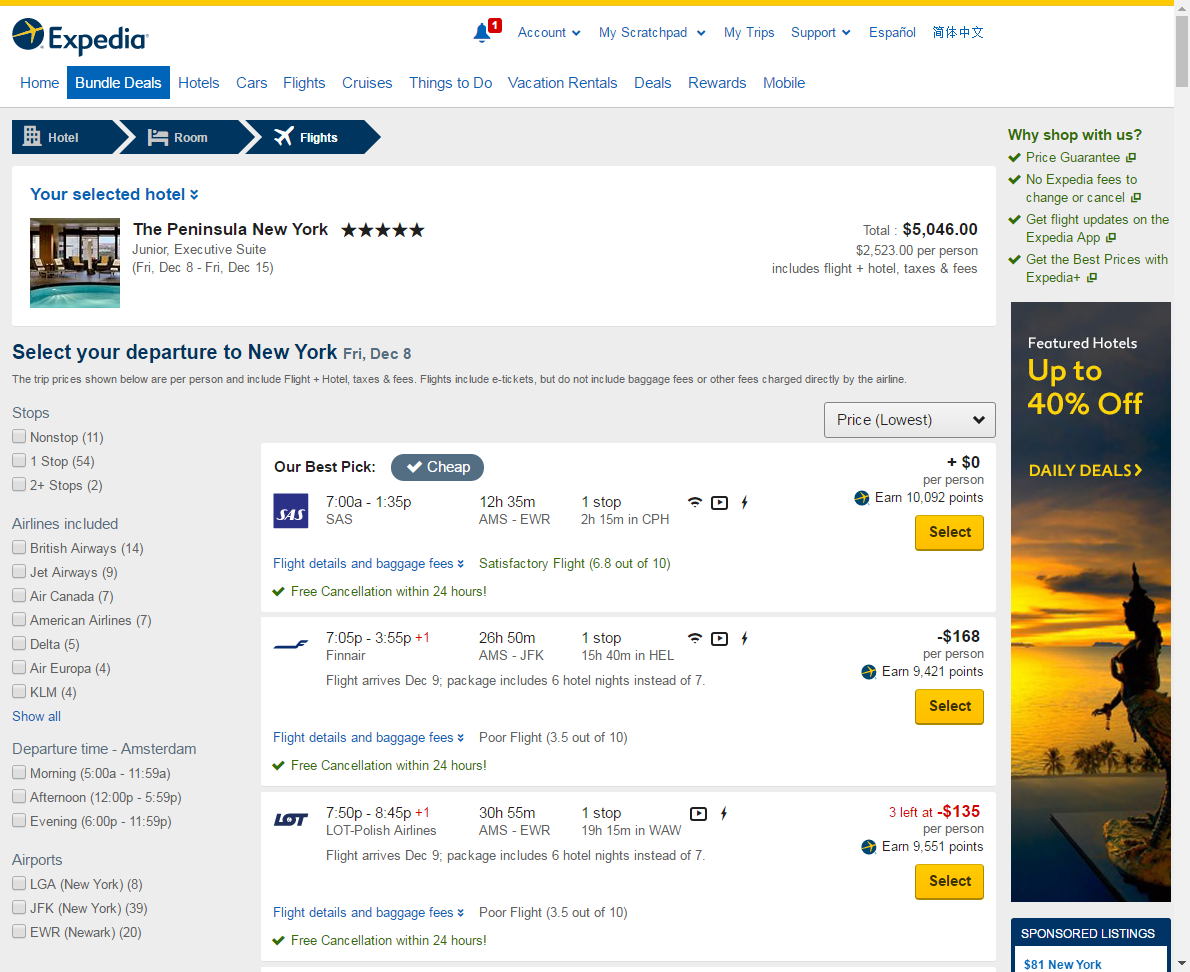 Expedia
1
Account
My Scratchpad
My Trips
Support
Español
简体中文
Home
Bundle Deals
Hotels
Cars
Flights
Cruises
Things to Do
Vacation Rentals
Deals
Rewards
Mobile
Hotel
Room
Flights
Your selected hotel
The Peninsula New York
Junior, Executive Suite
(Fri, Dec 8 - Fri, Dec 15)
Total : $5,046.00
$2,523.00 per person
includes flight + hotel, taxes & fees
Why shop with us?
Price Guarantee
No Expedia fees to
change or cancel
Get flight updates on the
Expedia App
Get the Best Prices with
Expedia+
Featured Hotels
Up to
40% Off
DAILY DEALS
SPONSORED LISTINGS
$81 New York
Select your departure to New York Fri, Dec 8
The trip prices shown below are per person and include Flight + Hotel, taxes & fees. Flights include e-tickets, but do not include baggage fees or other fees charged directly by the airline.
Stops
Nonstop (11)
1 Stop (54)
2+ Stops (2)
Airlines included
British Airways (14)
Jet Airways (9)
Air Canada (7)
American Airlines (7)
Delta (5)
Air Europa (4)
KLM (4)
Show all
Departure time - Amsterdam
Morning (5:00a - 11:59a)
Afternoon (12:00p - 5:59p)
Evening (6:00p - 11:59p)
Airports
LGA (New York) (8)
JFK (New York) (39)
EWR (Newark) (20)
Price (Lowest)
Our Best Pick: Cheap
+ $0
per person
Earn 10,092 points
Select
SAS
7:00a - 1:35p
SAS
12h 35m
AMS - EWR
1 stop
2h 15m in CPH
Flight details and baggage fees
Satisfactory Flight (6.8 out of 10)
Free Cancellation within 24 hours!
7:05p - 3:55p +1
Finnair
26h 50m
AMS - JFK
1 stop
15h 40m in HEL
Flight arrives Dec 9; package includes 6 hotel nights instead of 7.
-$168
per person
Earn 9,421 points
Select
Flight details and baggage fees
Poor Flight (3.5 out of 10)
Free Cancellation within 24 hours!
LOT
7:50p - 8:45p +1
LOT-Polish Airlines
30h 55m
AMS - EWR
1 stop
19h 15m in WAW
Flight arrives Dec 9; package includes 6 hotel nights instead of 7.
3 left at -$135
per person
Earn 9,551 points
Select
Flight details and baggage fees
Poor Flight (3.5 out of 10)
Free Cancellation within 24 hours!